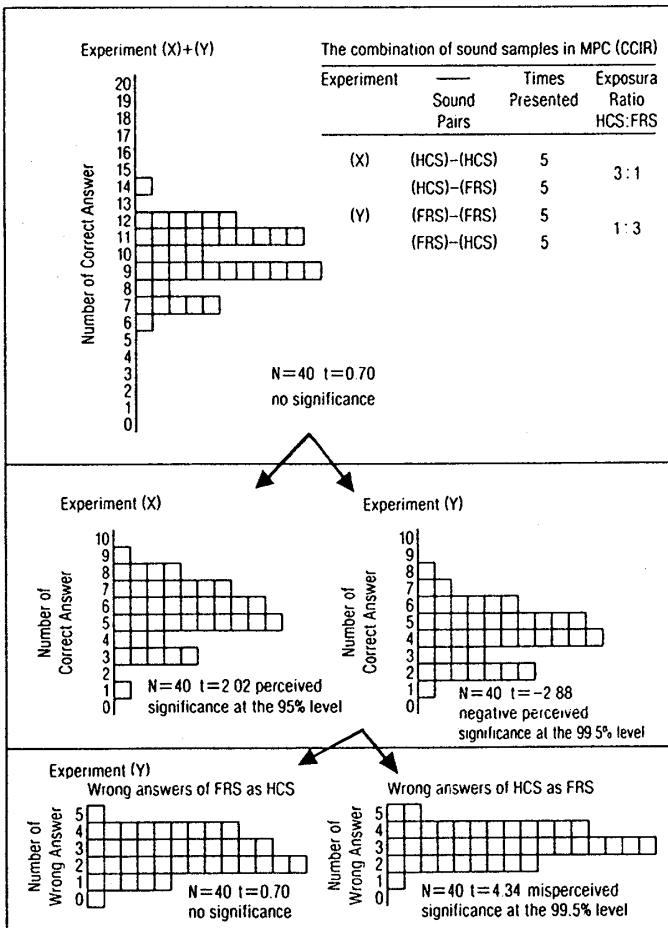 Experiment (X)+(Y)
Number of Correct Answer
20
19
18
17
16
15
14
13
12
11
10
9
8
7
6
5
4
3
2
1
0
The combination of sound samples in MPC (CCIR)
Experiment — Times Exposura
Sound Presented Ratio
Pairs HCS:FRS
(X) (HCS)–(HCS) 5
3:1
(HCS)–(FRS) 5
(Y) (FRS)–(FRS) 5
1:3
(FRS)–(HCS) 5
N=40 t=0.70
no significance
Experiment (X)
Number of
Correct Answer
10
9
8
7
6
5
4
3
2
1
0
N=40 t=2 02 perceived
significance at the 95% level
Experiment (Y)
Number of
Correct Answer
10
9
8
7
6
5
4
3
2
1
0
N=40 t=-2 88
negative perceived
significance at the 99 5% level
Experiment (Y)
Wrong answers of FRS as HCS
Number of
Wrong Answer
5
4
3
2
1
0
N=40 t=0.70
no significance
Wrong answers of HCS as FRS
Number of
Wrong Answer
5
4
3
2
1
0
N=40 t=4.34 misperceived
significance at the 99.5% level